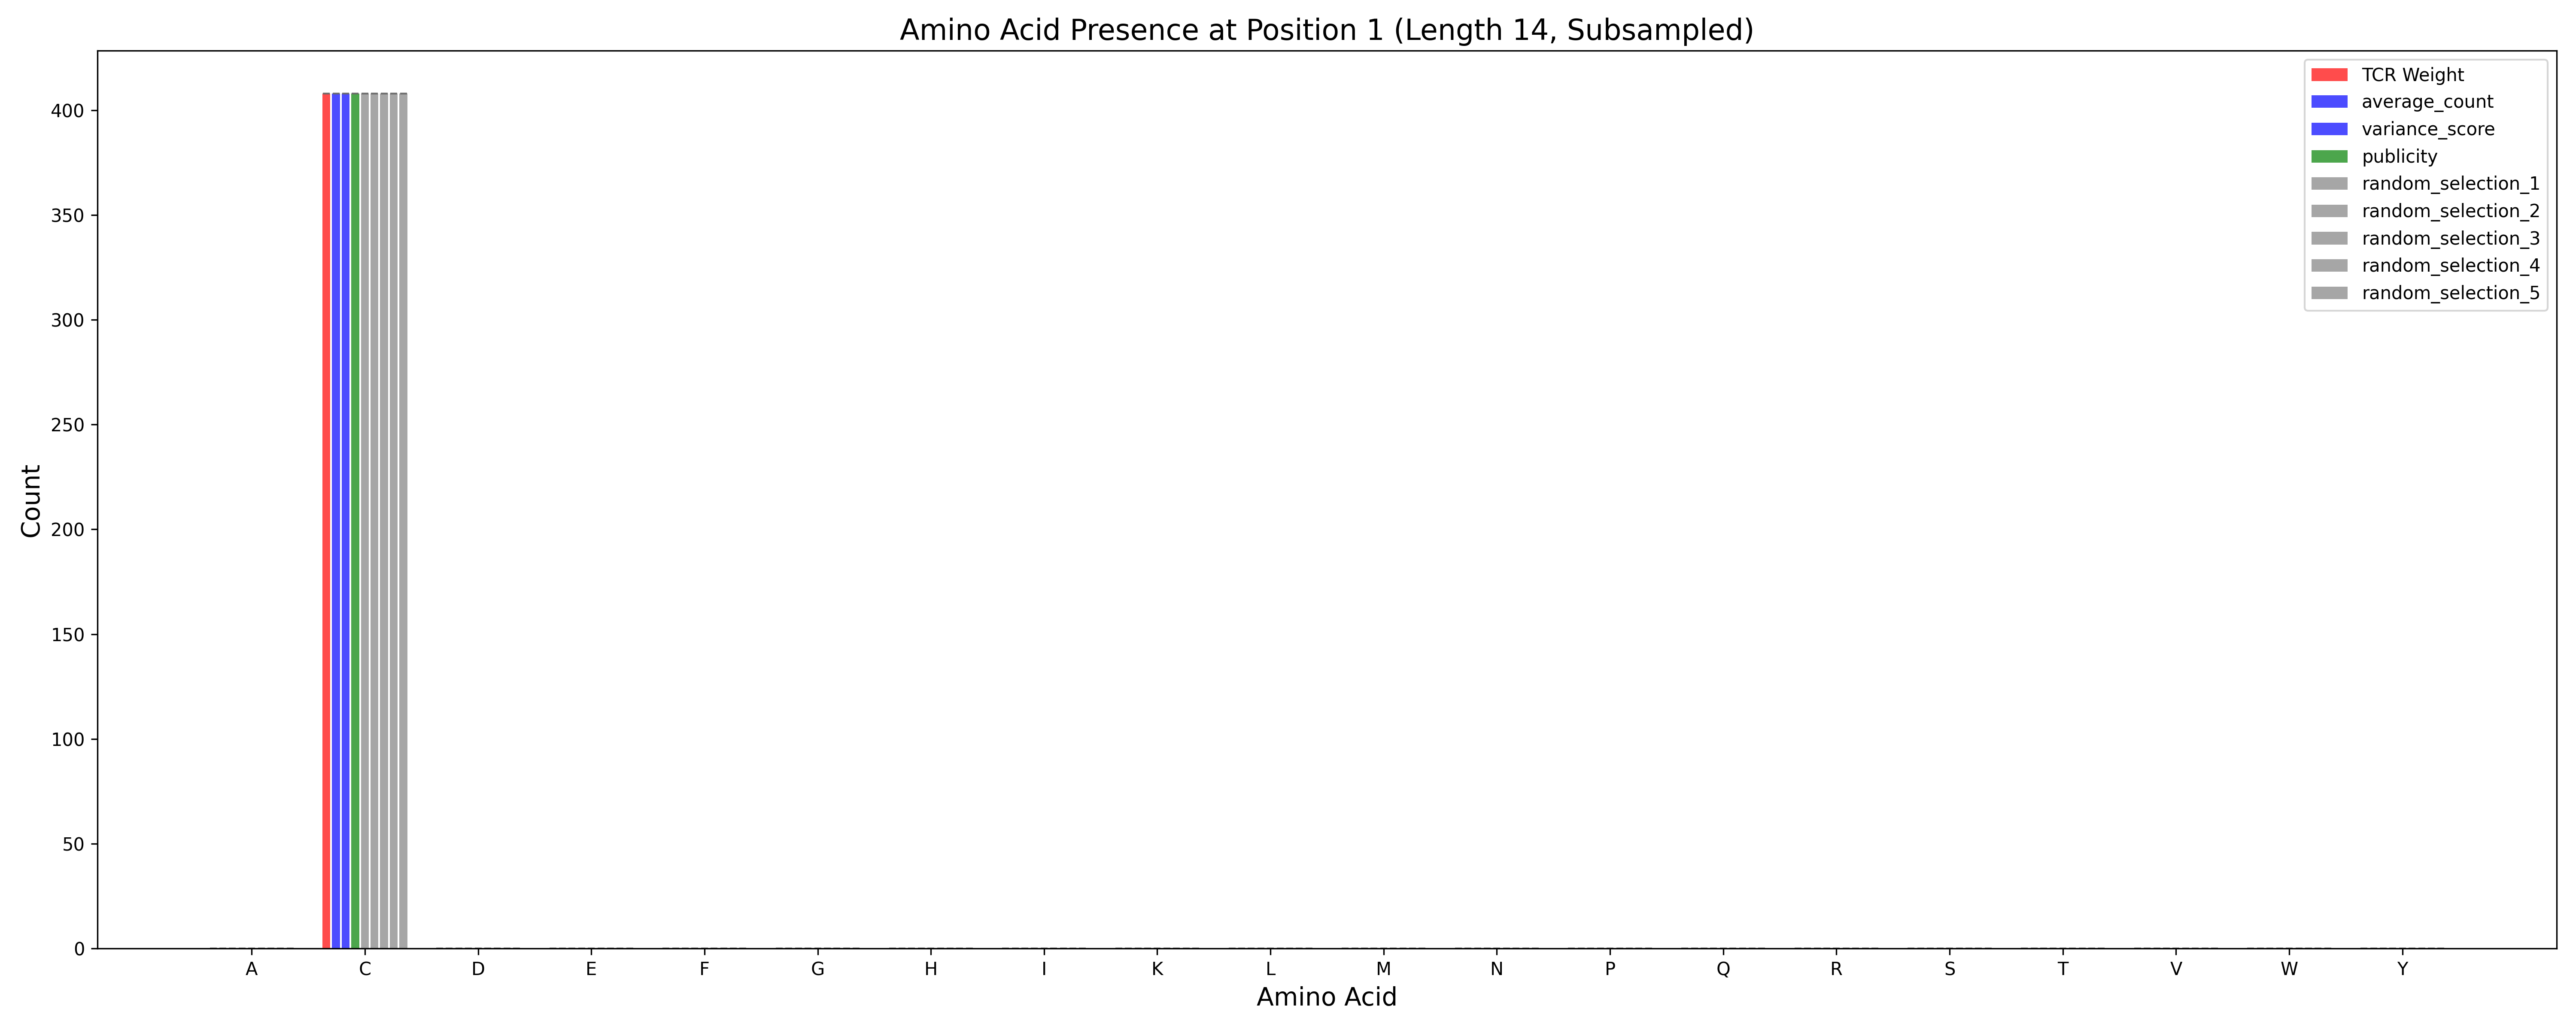 Amino Acid Presence at Position 1 (Length 14, Subsampled)
TCR Weight
average_count
variance_score
publicity
random_selection_1
random_selection_2
random_selection_3
random_selection_4
random_selection_5
Count
400
350
300
250
200
150
100
50
0
A C D E F G H I K L M N P Q R S T V W Y
Amino Acid